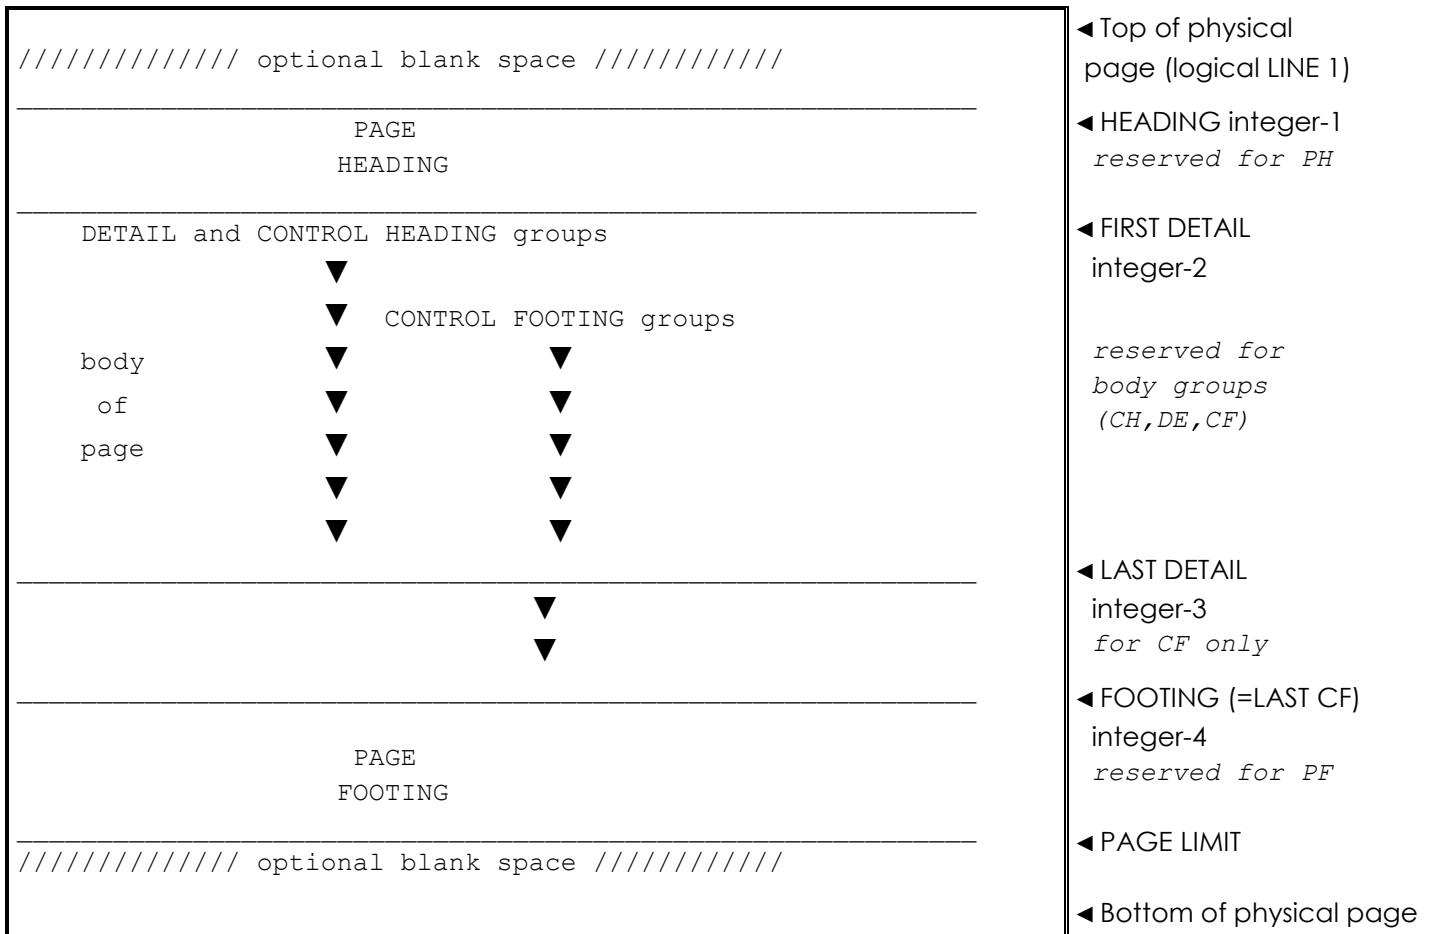 ◄ Top of physical
////////////// optional blank space ////////////
page (logical LINE 1)
PAGE
◄ HEADING integer-1
HEADING
reserved for PH
DETAIL and CONTROL HEADING groups
◄ FIRST DETAIL
▼
integer-2
▼ CONTROL FOOTING groups
body ▼ ▼
reserved for
of ▼ ▼
body groups
(CH,DE,CF)
page ▼ ▼
▼ ▼
▼ ▼
◄ LAST DETAIL
▼
integer-3
▼
for CF only
◄ FOOTING (=LAST CF)
integer-4
PAGE
reserved for PF
FOOTING
◄ PAGE LIMIT
////////////// optional blank space ////////////
◄ Bottom of physical page